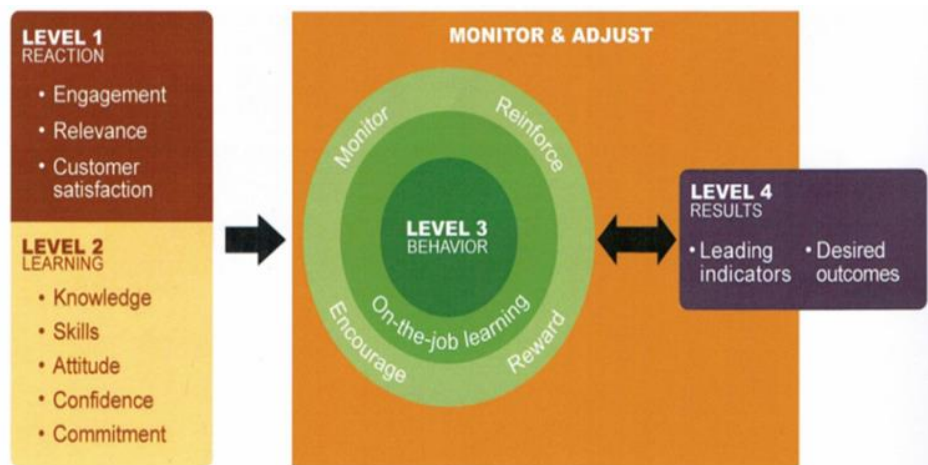 LEVEL 1
REACTION
• Engagement
• Relevance
• Customer
satisfaction
LEVEL 2
LEARNING
• Knowledge
• Skills
• Attitude
• Confidence
• Commitment
MONITOR & ADJUST
Monitor
Reinforce
LEVEL 3
BEHAVIOR
On-the-job learning
Encourage
Reward
LEVEL 4
RESULTS
• Leading
indicators
• Desired
outcomes